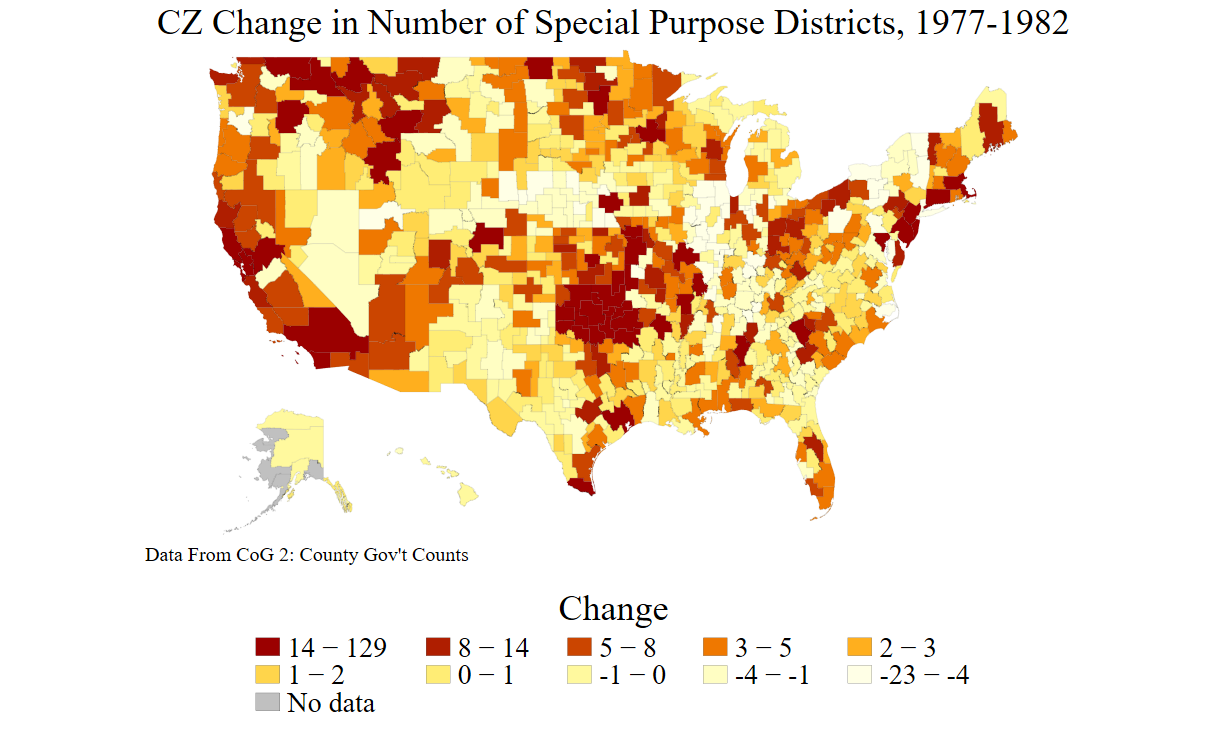 CZ Change in Number of Special Purpose Districts, 1977-1982
Data From CoG 2: County Gov't Counts
Change
14 − 129 8 − 14 5 − 8 3 − 5 2 − 3
1 − 2 0 − 1 -1 − 0 -4 − -1 -23 − -4
No data